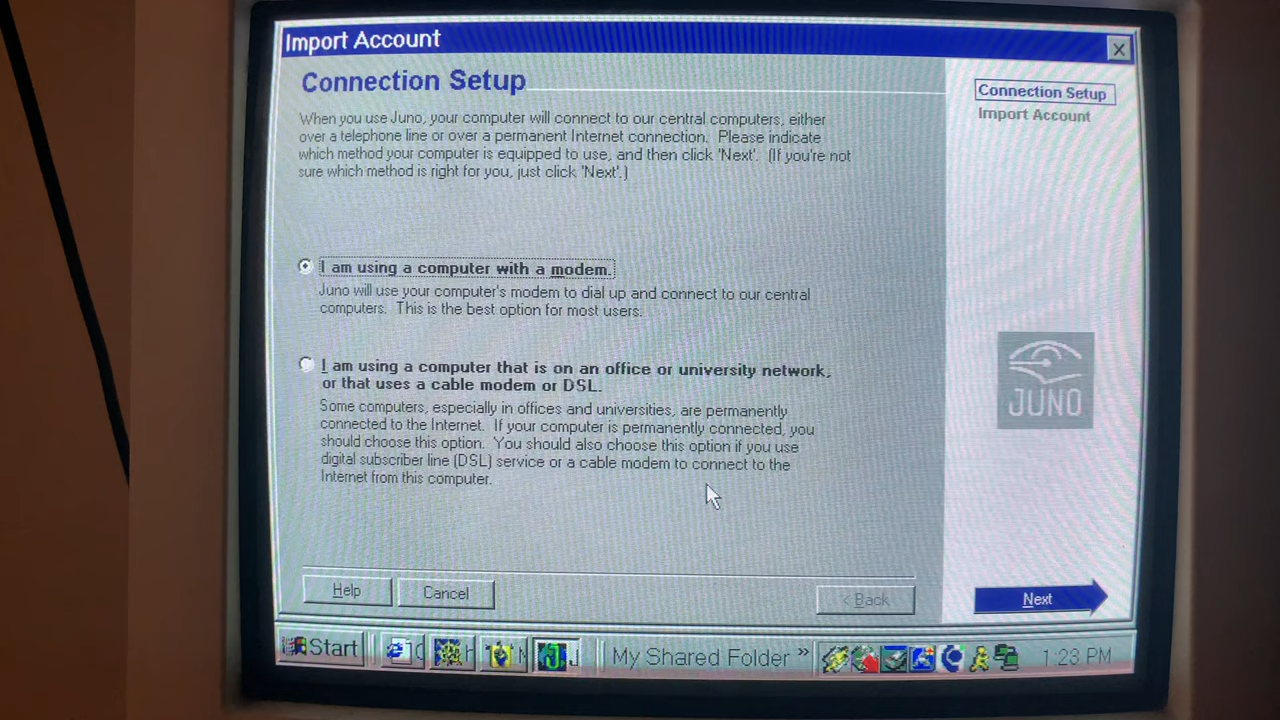 Import Account
Connection Setup
When you use Juno, your computer will connect to our central computers, either
over a telephone line or over a permanent Internet connection. Please indicate
which method your computer is equipped to use, and then click 'Next'. (If you're not
sure which method is right for you, just click 'Next'.)
I am using a computer with a modem.
Juno will use your computer's modem to dial up and connect to our central
computers. This is the best option for most users.
I am using a computer that is on an office or university network,
or that uses a cable modem or DSL.
Some computers, especially in offices and universities, are permanently
connected to the Internet. If your computer is permanently connected, you
should choose this option. You should also choose this option if you use
digital subscriber line (DSL) service or a cable modem to connect to the
Internet from this computer.
Connection Setup
Import Account
JUNO
Help
Cancel
< Back
Next
Start
J
My Shared Folder »
1:23 PM